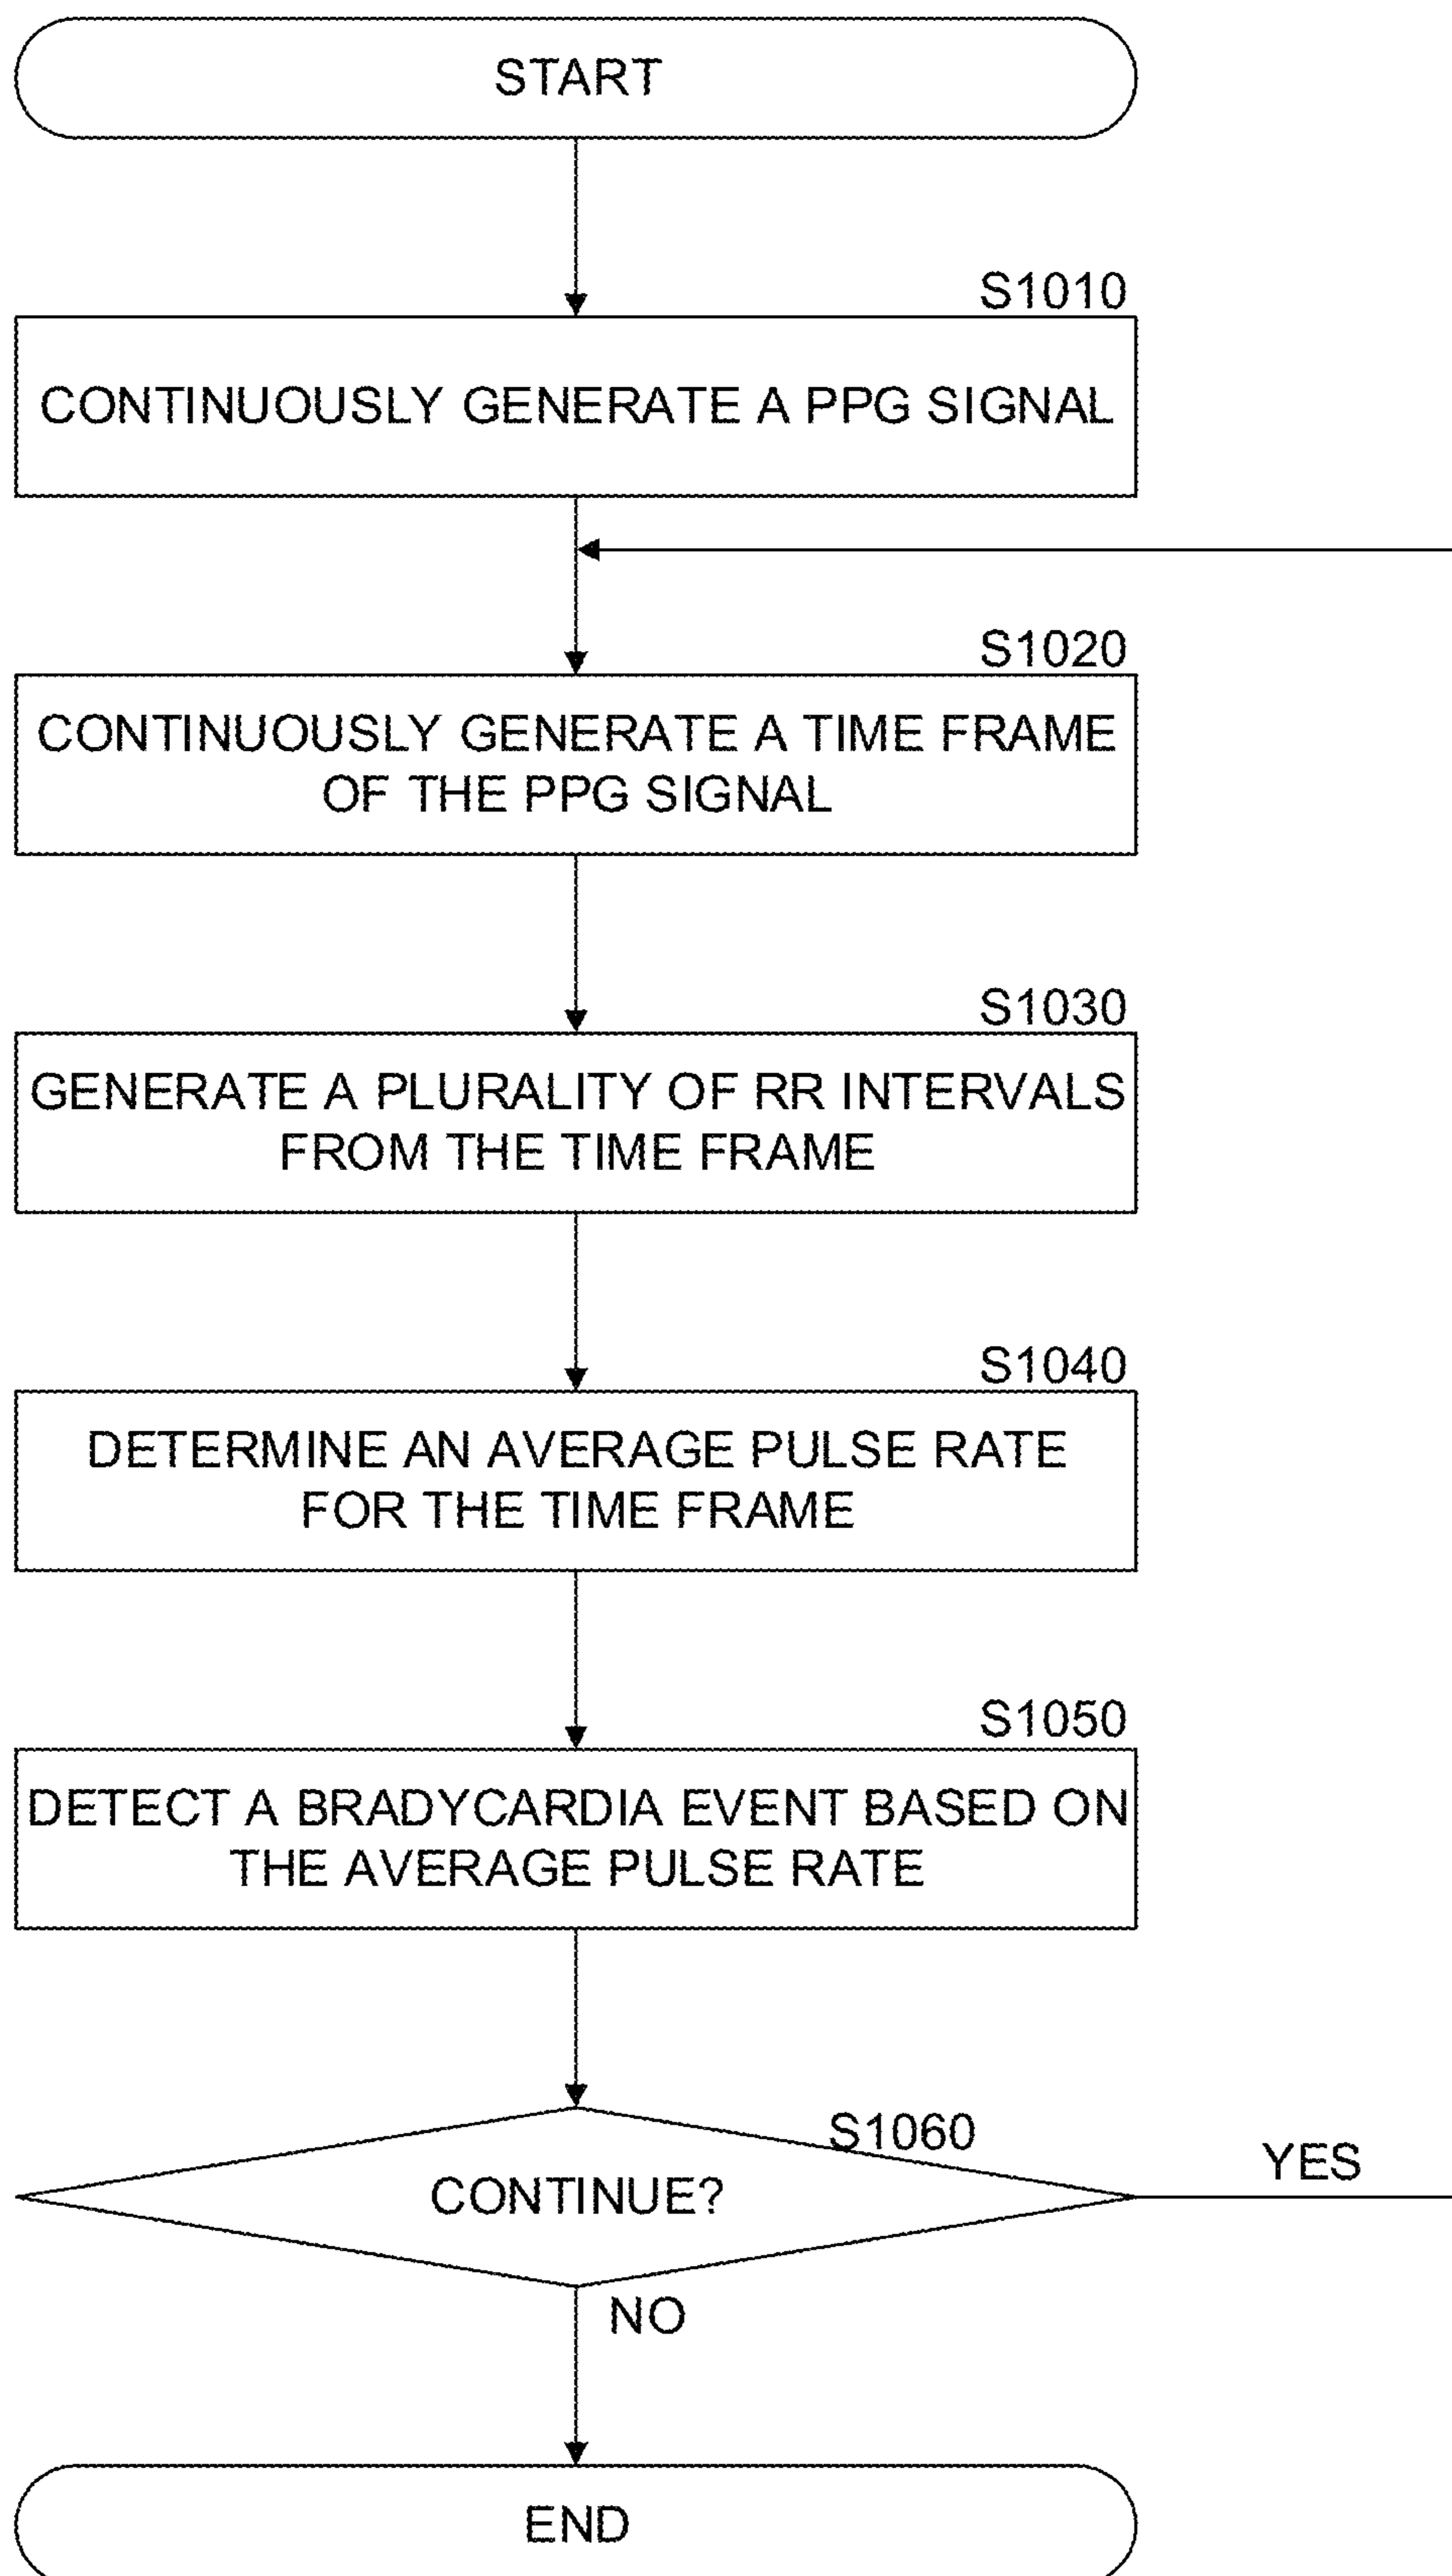 START
S1010
CONTINUOUSLY GENERATE A PPG SIGNAL
S1020
CONTINUOUSLY GENERATE A TIME FRAME
OF THE PPG SIGNAL
S1030
GENERATE A PLURALITY OF RR INTERVALS
FROM THE TIME FRAME
S1040
DETERMINE AN AVERAGE PULSE RATE
FOR THE TIME FRAME
S1050
DETECT A BRADYCARDIA EVENT BASED ON
THE AVERAGE PULSE RATE
S1060
CONTINUE?
YES
NO
END